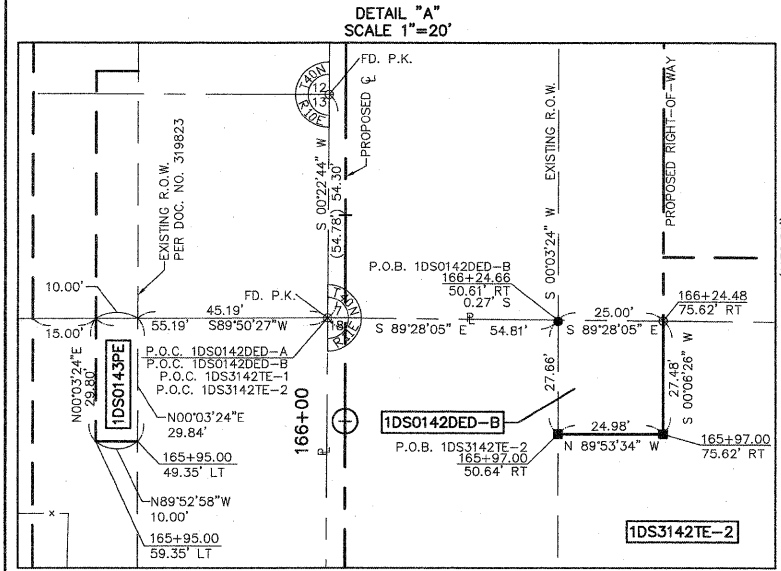 DETAIL "A"
SCALE 1"=20'
FD. P.K.
T40N
12
13
R10E
PROPOSED ℄
EXISTING R.O.W.
PER DOC. NO. 319823
S 00°22'44" W 54.30'
(54.78')
S 00°03'24" W EXISTING R.O.W.
PROPOSED RIGHT-OF-WAY
P.O.B. 1DS0142DED-B
166+24.66
50.61' RT
0.27' S
10.00'
15.00'
45.19'
FD. P.K.
55.19' S89°50'27"W
T40N
18
R11E
S 89°28'05" E 54.81'
25.00'
S 89°28'05" E
166+24.48
75.62' RT
P.O.C. 1DS0142DED-A
P.O.C. 1DS0142DED-B
P.O.C. 1DS3142TE-1
P.O.C. 1DS3142TE-2
N00°03'24"E
29.80'
1DS0143PE
N00°03'24"E
29.84'
27.66'
27.48'
S 00°06'26" W
166+00
1DS0142DED-B
24.98'
N 89°53'34" W
P.O.B. 1DS3142TE-2
165+97.00
50.64' RT
165+97.00
75.62' RT
165+95.00
49.35' LT
N89°52'58"W
10.00'
165+95.00
59.35' LT
x
1DS3142TE-2